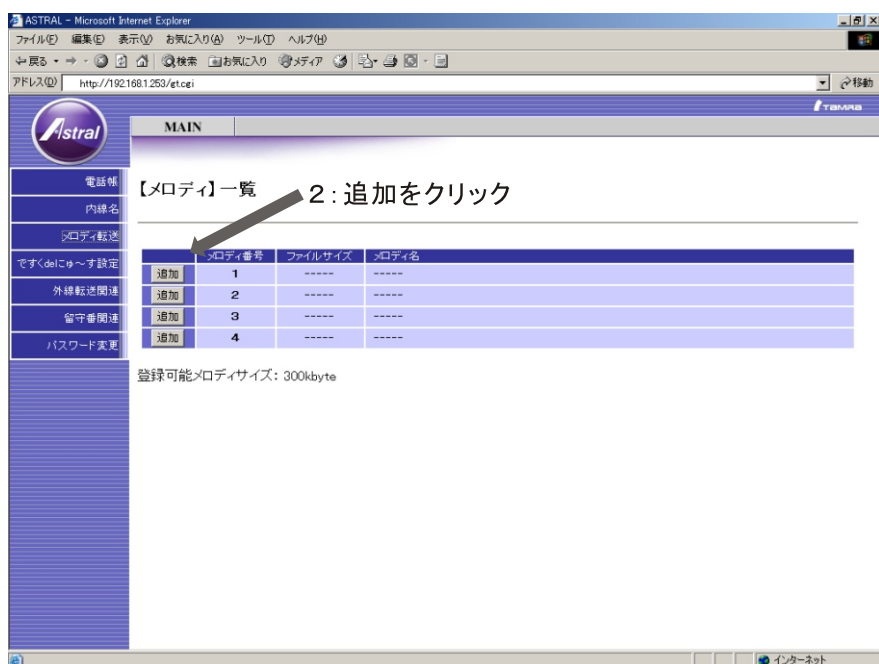 ASTRAL - Microsoft Internet Explorer
ファイル(F) 編集(E) 表示(V) お気に入り(A) ツール(T) ヘルプ(H)
戻る 検索 お気に入り メディア
アドレス(D) http://192.168.1.253/et.cgi 移動
TAMURA
Astral
MAIN
電話帳
内線名
メロディ転送
ですくdelにゅ～す設定
外線転送関連
留守番関連
パスワード変更
【メロディ】一覧
2:追加をクリック
メロディ番号 ファイルサイズ メロディ名
追加 1 ----- -----
追加 2 ----- -----
追加 3 ----- -----
追加 4 ----- -----
登録可能メロディサイズ: 300kbyte
インターネット